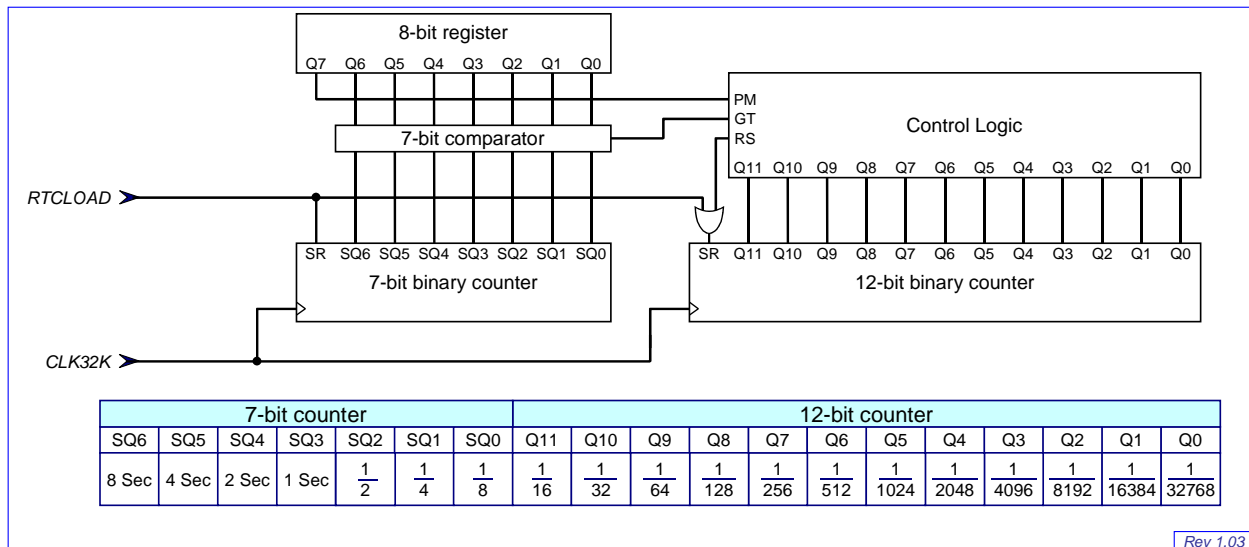 8-bit register
Q7 Q6 Q5 Q4 Q3 Q2 Q1 Q0
7-bit comparator
PM
GT
RS
Control Logic
Q11 Q10 Q9 Q8 Q7 Q6 Q5 Q4 Q3 Q2 Q1 Q0
RTCLOAD
SR SQ6 SQ5 SQ4 SQ3 SQ2 SQ1 SQ0
7-bit binary counter
SR Q11 Q10 Q9 Q8 Q7 Q6 Q5 Q4 Q3 Q2 Q1 Q0
12-bit binary counter
CLK32K
7-bit counter 12-bit counter
SQ6 SQ5 SQ4 SQ3 SQ2 SQ1 SQ0 Q11 Q10 Q9 Q8 Q7 Q6 Q5 Q4 Q3 Q2 Q1 Q0
8 Sec 4 Sec 2 Sec 1 Sec 1/2 1/4 1/8 1/16 1/32 1/64 1/128 1/256 1/512 1/1024 1/2048 1/4096 1/8192 1/16384 1/32768
Rev 1.03